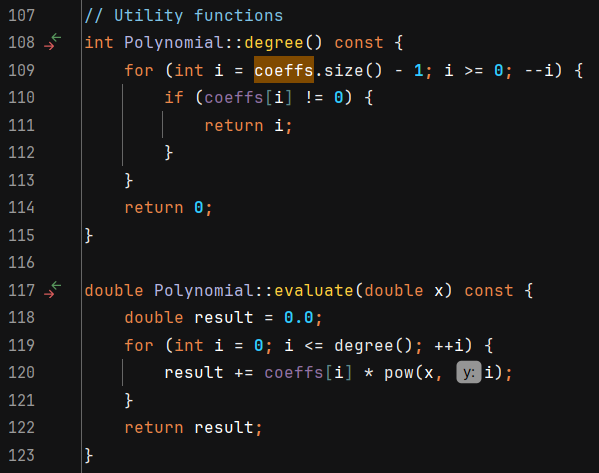 107 // Utility functions
108 int Polynomial::degree() const {
109     for (int i = coeffs.size() - 1; i >= 0; --i) {
110         if (coeffs[i] != 0) {
111             return i;
112         }
113     }
114     return 0;
115 }
116
117 double Polynomial::evaluate(double x) const {
118     double result = 0.0;
119     for (int i = 0; i <= degree(); ++i) {
120         result += coeffs[i] * pow(x, y: i);
121     }
122     return result;
123 }